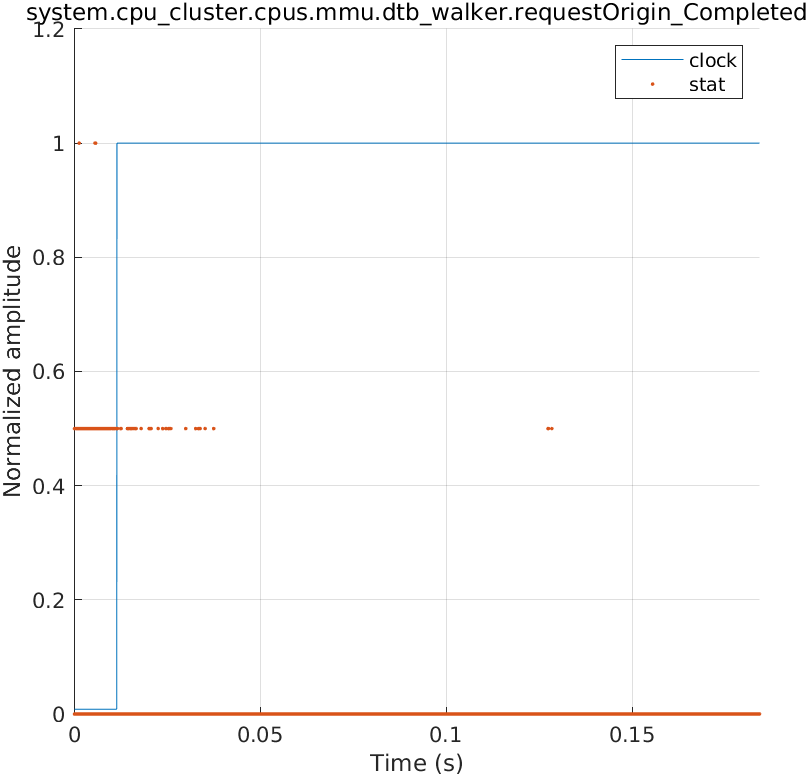 system.cpu_cluster.cpus.mmu.dtb_walker.requestOrigin_Completed
1.2
clock
stat
1
0.8
Normalized amplitude
0.6
0.4
0.2
0
0
0.05
0.1
0.15
Time (s)